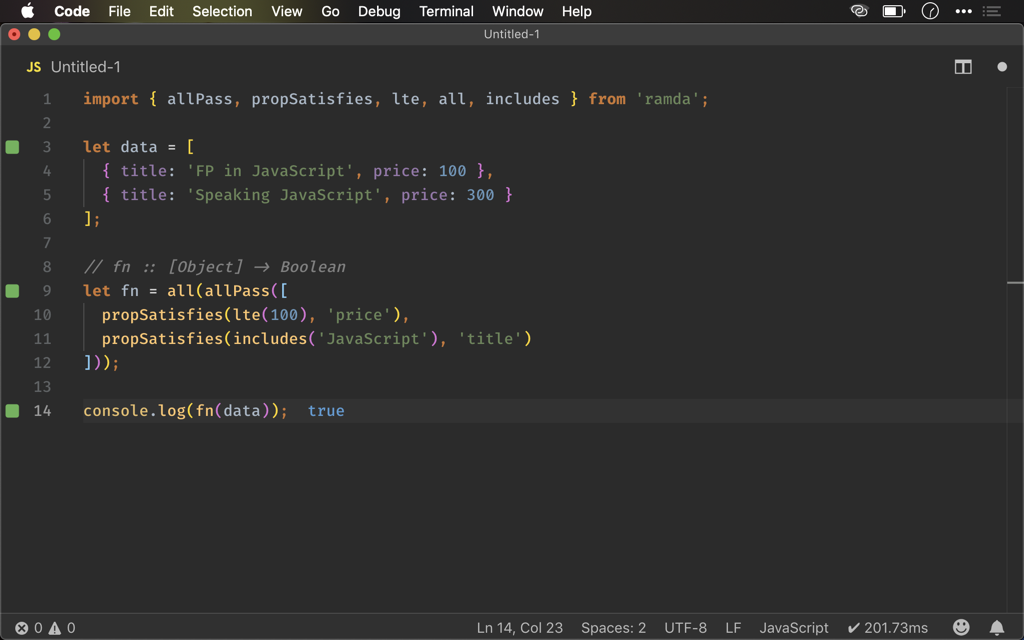 Code File Edit Selection View Go Debug Terminal Window Help
Untitled-1
JS Untitled-1
1 import { allPass, propSatisfies, lte, all, includes } from 'ramda';
2
3 let data = [
4 { title: 'FP in JavaScript', price: 100 },
5 { title: 'Speaking JavaScript', price: 300 }
6 ];
7
8 // fn :: [Object] → Boolean
9 let fn = all(allPass([
10 propSatisfies(lte(100), 'price'),
11 propSatisfies(includes('JavaScript'), 'title')
12 ]));
13
14 console.log(fn(data)); true
0 0 Ln 14, Col 23 Spaces: 2 UTF-8 LF JavaScript ✔ 201.73ms